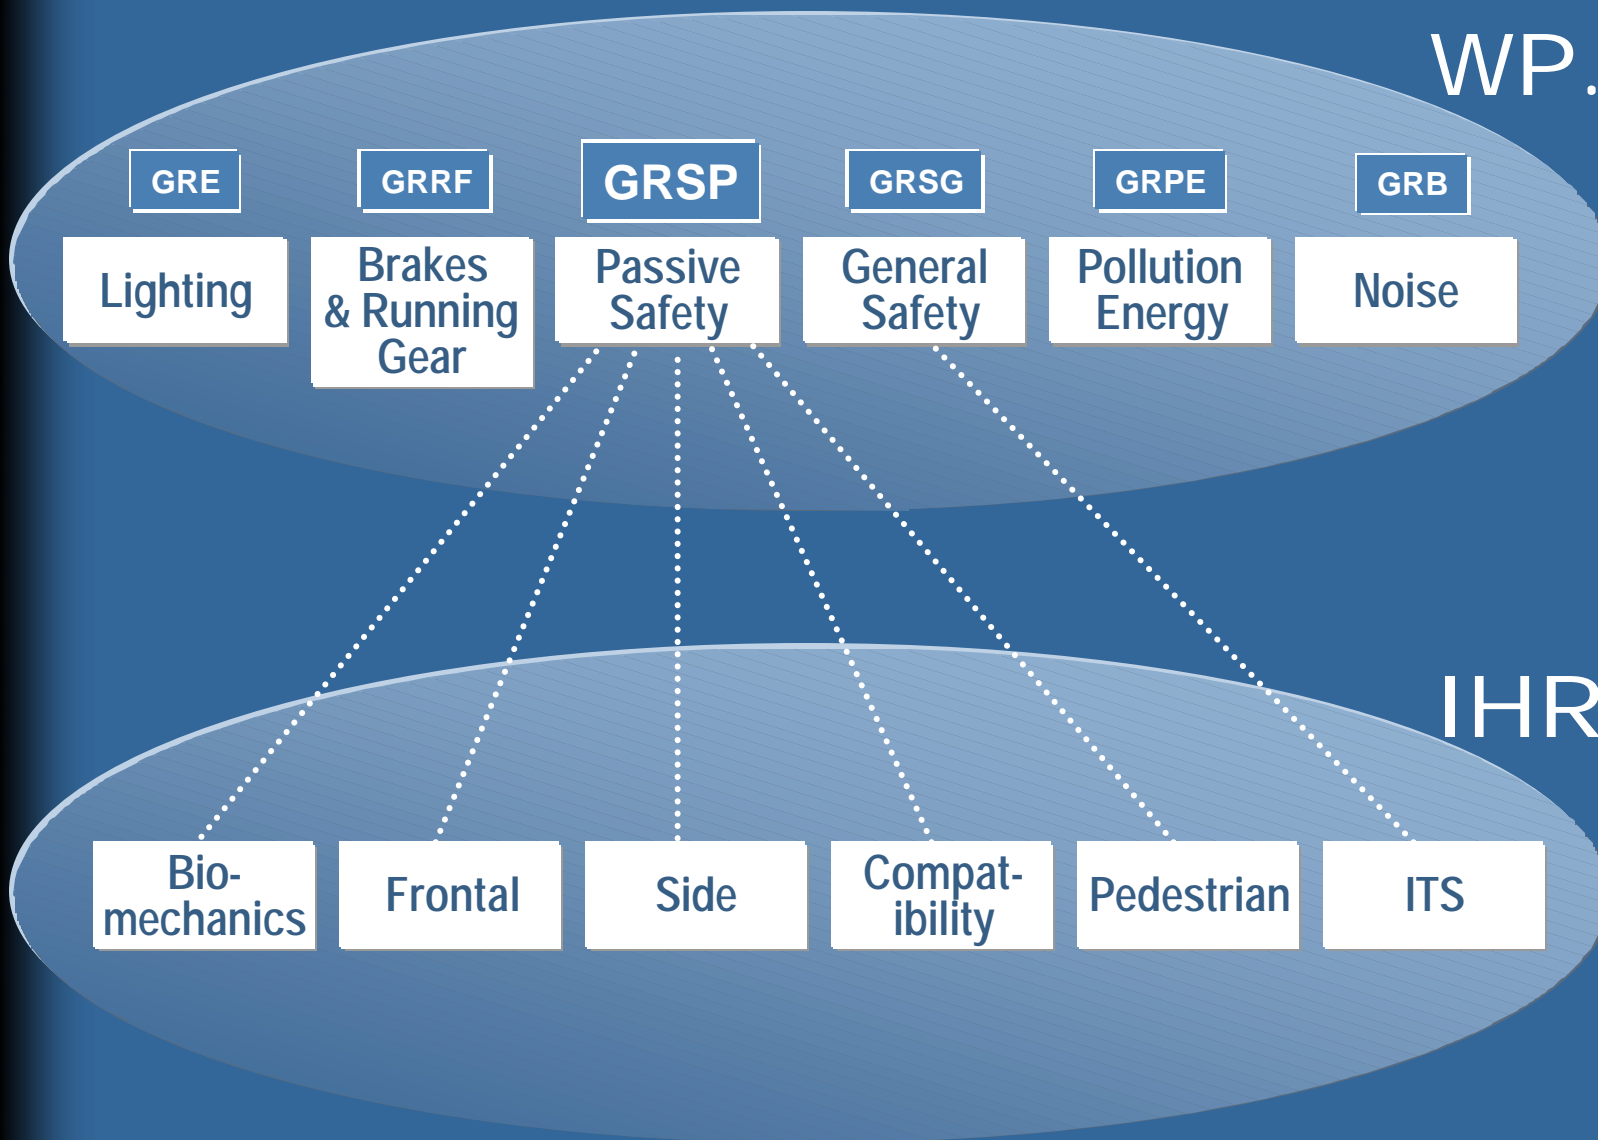 WP.
GRE
GRRF
GRSP
GRSG
GRPE
GRB
Lighting
Brakes
& Running
Gear
Passive
Safety
General
Safety
Pollution
Energy
Noise
IHR
Bio-
mechanics
Frontal
Side
Compat-
ibility
Pedestrian
ITS